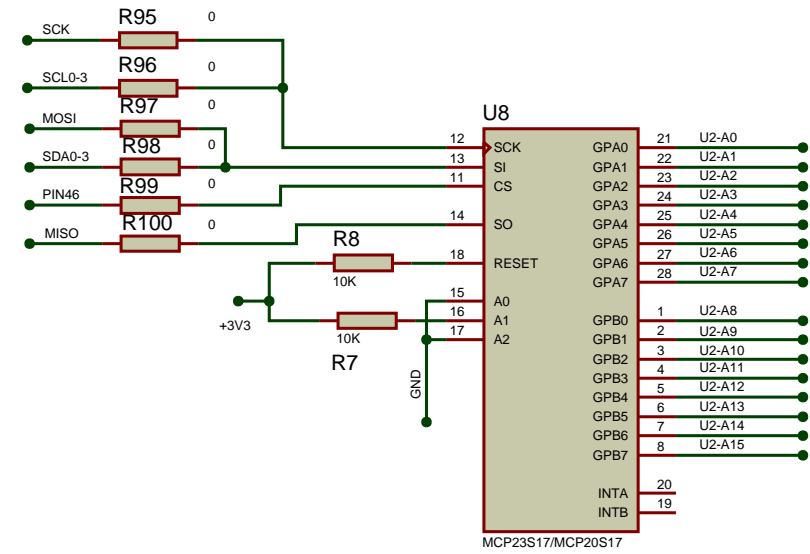 R95 0
SCK
R96 0
SCL0-3
R97 0
MOSI
R98 0
SDA0-3
R99 0
PIN46
R100 0
MISO
R8
10K
+3V3
10K
R7
GND
U8
12 SCK
13 SI
11 CS
14 SO
18 RESET
15 A0
16 A1
17 A2
GPA0 21 U2-A0
GPA1 22 U2-A1
GPA2 23 U2-A2
GPA3 24 U2-A3
GPA4 25 U2-A4
GPA5 26 U2-A5
GPA6 27 U2-A6
GPA7 28 U2-A7
GPB0 1 U2-A8
GPB1 2 U2-A9
GPB2 3 U2-A10
GPB3 4 U2-A11
GPB4 5 U2-A12
GPB5 6 U2-A13
GPB6 7 U2-A14
GPB7 8 U2-A15
INTA 20
INTB 19
MCP23S17/MCP20S17